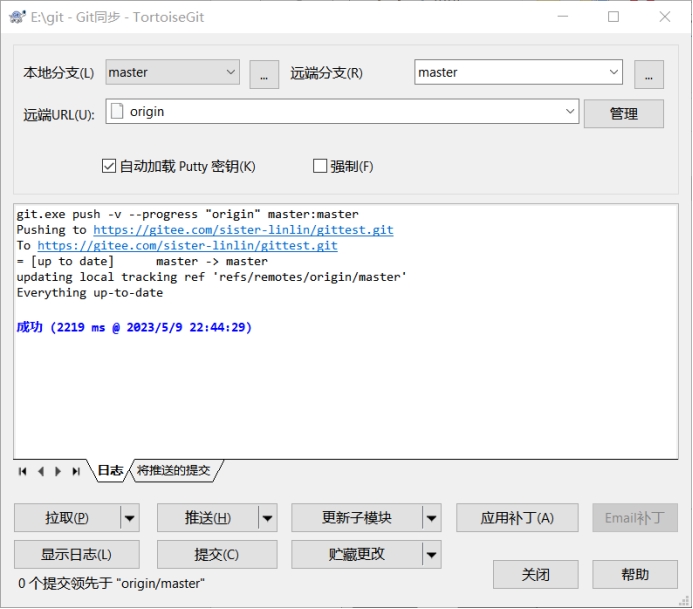 E:\git - Git同步 - TortoiseGit
本地分支(L) master ... 远端分支(R) master ...
远端URL(U): origin 管理
自动加载 Putty 密钥(K) 强制(F)
git.exe push -v --progress "origin" master:master
Pushing to https://gitee.com/sister-linlin/gittest.git
To https://gitee.com/sister-linlin/gittest.git
= [up to date]      master -> master
updating local tracking ref 'refs/remotes/origin/master'
Everything up-to-date
成功 (2219 ms @ 2023/5/9 22:44:29)
日志 将推送的提交
拉取(P) 推送(H) 更新子模块 应用补丁(A) Email补丁
显示日志(L) 提交(C) 贮藏更改
0 个提交领先于 "origin/master" 关闭 帮助